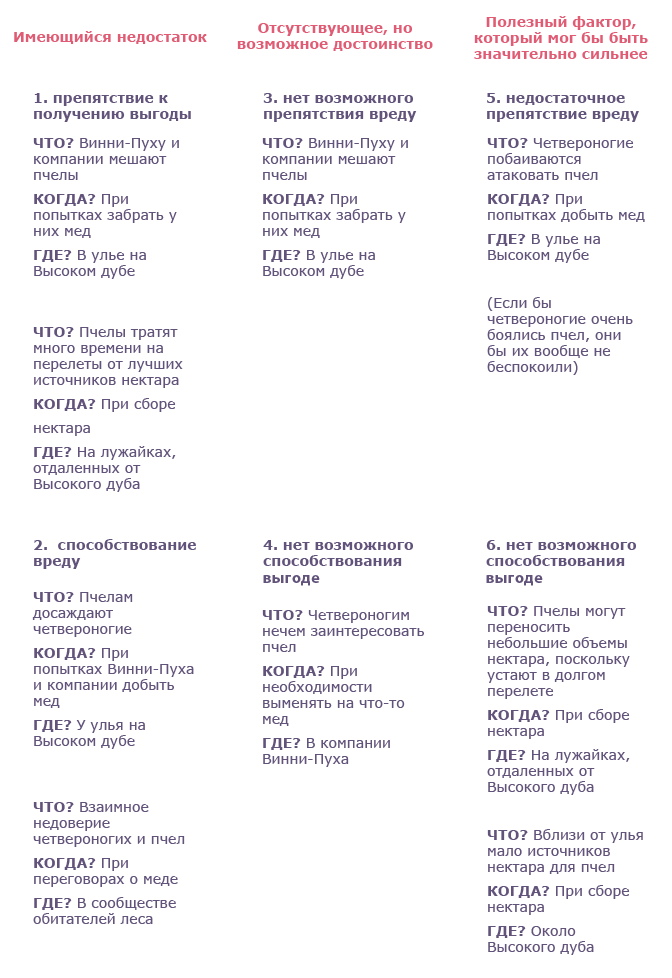 Имеющийся недостаток
Отсутствующее, но
возможное достоинство
Полезный фактор,
который мог бы быть
значительно сильнее
1. препятствие к
получению выгоды
ЧТО? Винни-Пуху и
компании мешают
пчелы
КОГДА? При
попытках забрать у
них мед
ГДЕ? В улье на
Высоком дубе
ЧТО? Пчелы тратят
много времени на
перелеты от лучших
источников нектара
КОГДА? При сборе
нектара
ГДЕ? На лужайках,
отдаленных от
Высокого дуба
3. нет возможного
препятствия вреду
ЧТО? Винни-Пуху и
компании мешают
пчелы
КОГДА? При
попытках забрать у
них мед
ГДЕ? В улье на
Высоком дубе
5. недостаточное
препятствие вреду
ЧТО? Четвероногие
побаиваются
атаковать пчел
КОГДА? При
попытках добыть мед
ГДЕ? В улье на
Высоком дубе
(Если бы
четвероногие очень
боялись пчел, они
бы их вообще не
беспокоили)
2. способствование
вреду
ЧТО? Пчелам
досаждают
четвероногие
КОГДА? При
попытках Винни-Пуха
и компании добыть
мед
ГДЕ? У улья на
Высоком дубе
ЧТО? Взаимное
недоверие
четвероногих и пчел
КОГДА? При
переговорах о меде
ГДЕ? В сообществе
обитателей леса
4. нет возможного
способствования
выгоде
ЧТО? Четвероногим
нечем заинтересовать
пчел
КОГДА? При
необходимости
выменять на что-то
мед
ГДЕ? В компании
Винни-Пуха
6. нет возможного
способствования
выгоде
ЧТО? Пчелы могут
переносить
небольшие объемы
нектара, поскольку
устают в долгом
перелете
КОГДА? При сборе
нектара
ГДЕ? На лужайках,
отдаленных от
Высокого дуба
ЧТО? Вблизи от улья
мало источников
нектара для пчел
КОГДА? При сборе
нектара
ГДЕ? Около
Высокого дуба